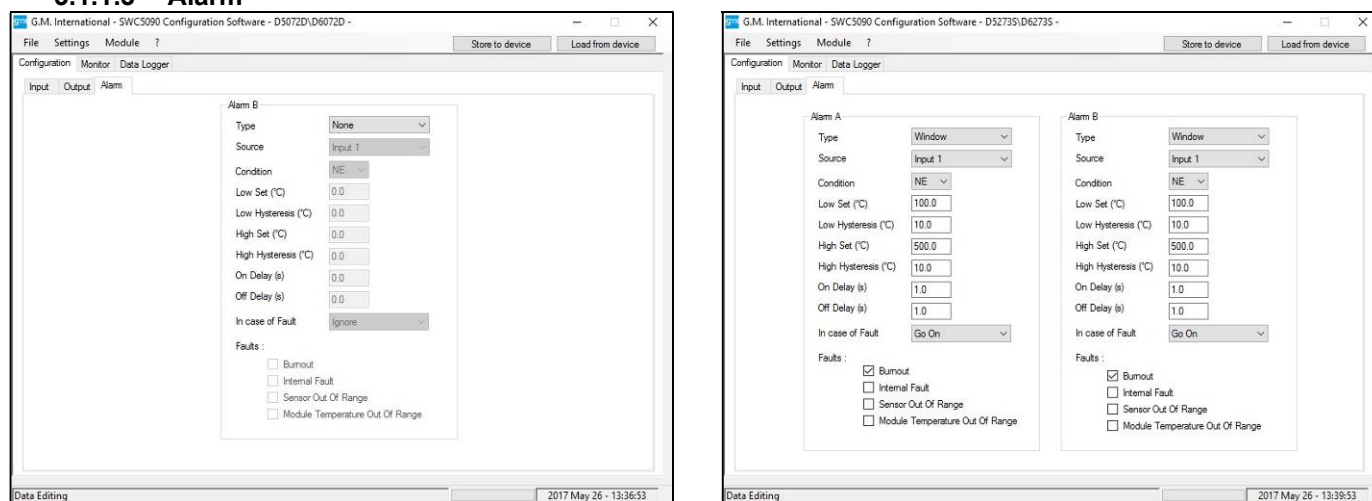 Alarm
G.M. International - SWC5090 Configuration Software - D5072D\D6072D -
File Settings Module ? Store to device Load from device
Configuration Monitor Data Logger
Input Output Alarm
Alarm B
Type None
Source Input 1
Condition NE
Low Set (°C) 0.0
Low Hysteresis (°C) 0.0
High Set (°C) 0.0
High Hysteresis (°C) 0.0
On Delay (s) 0.0
Off Delay (s) 0.0
In case of Fault Ignore
Faults :
Burnout
Internal Fault
Sensor Out Of Range
Module Temperature Out Of Range
Data Editing 2017 May 26 - 13:36:53
G.M. International - SWC5090 Configuration Software - D5273S\D6273S -
File Settings Module ? Store to device Load from device
Configuration Monitor Data Logger
Input Output Alarm
Alarm A
Type Window
Source Input 1
Condition NE
Low Set (°C) 100.0
Low Hysteresis (°C) 10.0
High Set (°C) 500.0
High Hysteresis (°C) 10.0
On Delay (s) 1.0
Off Delay (s) 1.0
In case of Fault Go On
Faults :
Burnout
Internal Fault
Sensor Out Of Range
Module Temperature Out Of Range
Alarm B
Type Window
Source Input 1
Condition NE
Low Set (°C) 100.0
Low Hysteresis (°C) 10.0
High Set (°C) 500.0
High Hysteresis (°C) 10.0
On Delay (s) 1.0
Off Delay (s) 1.0
In case of Fault Go On
Faults :
Burnout
Internal Fault
Sensor Out Of Range
Module Temperature Out Of Range
Data Editing 2017 May 26 - 13:39:53